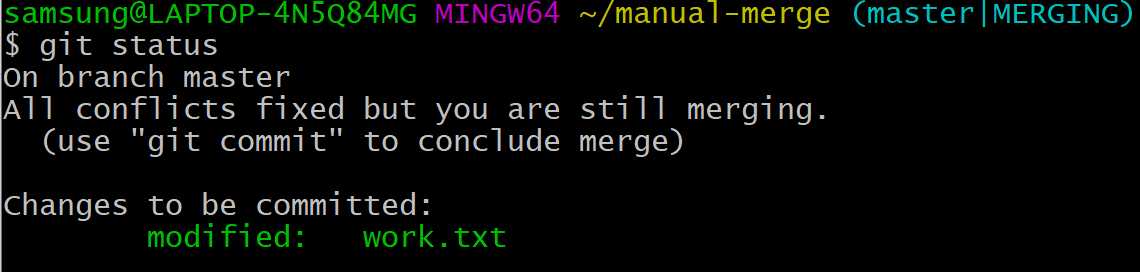 samsung@LAPTOP-4N5Q84MG MINGW64 ~/manual-merge (master|MERGING)
$ git status
On branch master
All conflicts fixed but you are still merging.
  (use "git commit" to conclude merge)

Changes to be committed:
        modified:   work.txt